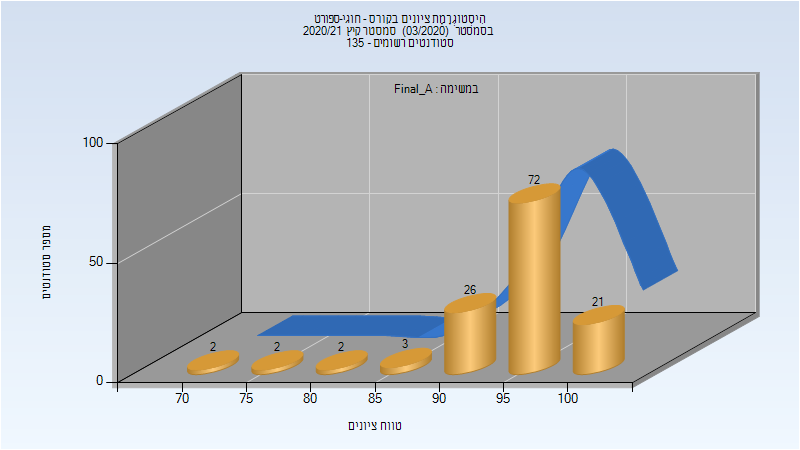 היסטוגרמת ציונים בקורס - חוגי-ספורט
בסמסטר (03/2020) סמסטר קיץ 2020/21
סטודנטים רשומים - 135
במשימה : Final_A
מספר סטודנטים
100
50
0
2
2
2
3
26
72
21
70
75
80
85
90
95
100
טווח ציונים